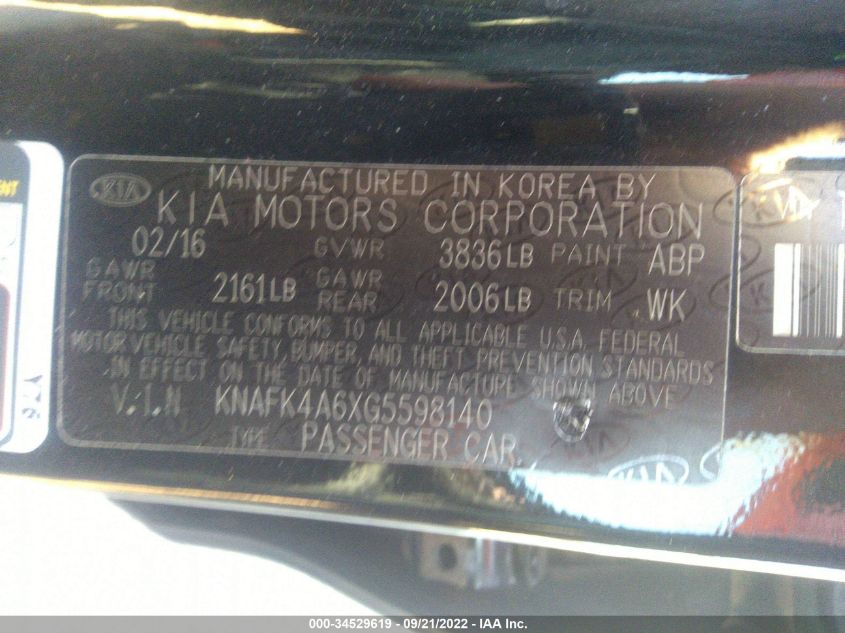 KIA
MANUFACTURED IN KOREA BY
KIA MOTORS CORPORATION
02/16 GVWR 3836LB PAINT ABP
GAWR FRONT 2161LB GAWR REAR 2006LB TRIM WK
THIS VEHICLE CONFORMS TO ALL APPLICABLE U.S.A. FEDERAL
MOTOR VEHICLE SAFETY, BUMPER, AND THEFT PREVENTION STANDARDS
IN EFFECT ON THE DATE OF MANUFACTURE SHOWN ABOVE
V.I.N KNAFK4A6XG5598140
TYPE PASSENGER CAR
KIA
000-34529619 - 09/21/2022 - IAA Inc.